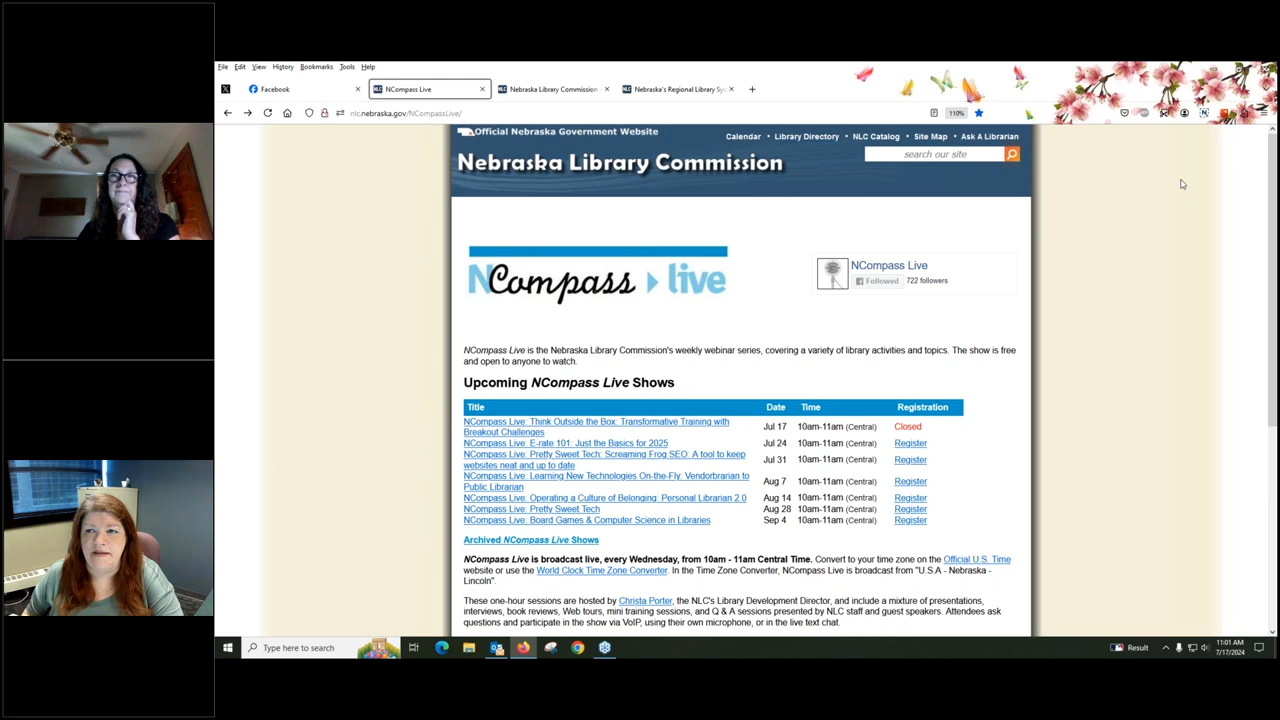 File Edit View History Bookmarks Tools Help
Facebook
NCompass Live
Nebraska Library Commission -
Nebraska's Regional Library Sy
nlc.nebraska.gov/NCompassLive/
110%
Official Nebraska Government Website
Calendar • Library Directory • NLC Catalog • Site Map • Ask A Librarian
Nebraska Library Commission
search our site
NCompass live
NCompass Live
Followed 722 followers
NCompass Live is the Nebraska Library Commission's weekly webinar series, covering a variety of library activities and topics. The show is free
and open to anyone to watch.
Upcoming NCompass Live Shows
Title Date Time Registration
NCompass Live: Think Outside the Box: Transformative Training with
Breakout Challenges Jul 17 10am-11am (Central) Closed
NCompass Live: E-rate 101: Just the Basics for 2025 Jul 24 10am-11am (Central) Register
NCompass Live: Pretty Sweet Tech: Screaming Frog SEO: A tool to keep
websites neat and up to date Jul 31 10am-11am (Central) Register
NCompass Live: Learning New Technologies On-the-Fly: Vendorbrarian to
Public Librarian Aug 7 10am-11am (Central) Register
NCompass Live: Operating a Culture of Belonging: Personal Librarian 2.0 Aug 14 10am-11am (Central) Register
NCompass Live: Pretty Sweet Tech Aug 28 10am-11am (Central) Register
NCompass Live: Board Games & Computer Science in Libraries Sep 4 10am-11am (Central) Register
Archived NCompass Live Shows
NCompass Live is broadcast live, every Wednesday, from 10am - 11am Central Time. Convert to your time zone on the Official U.S. Time
website or use the World Clock Time Zone Converter. In the Time Zone Converter, NCompass Live is broadcast from "U.S.A - Nebraska -
Lincoln".
These one-hour sessions are hosted by Christa Porter, the NLC's Library Development Director, and include a mixture of presentations,
interviews, book reviews, Web tours, mini training sessions, and Q & A sessions presented by NLC staff and guest speakers. Attendees ask
questions and participate in the show via VoIP, using their own microphone, or in the live text chat.
Type here to search
Result
11:01 AM
7/17/2024